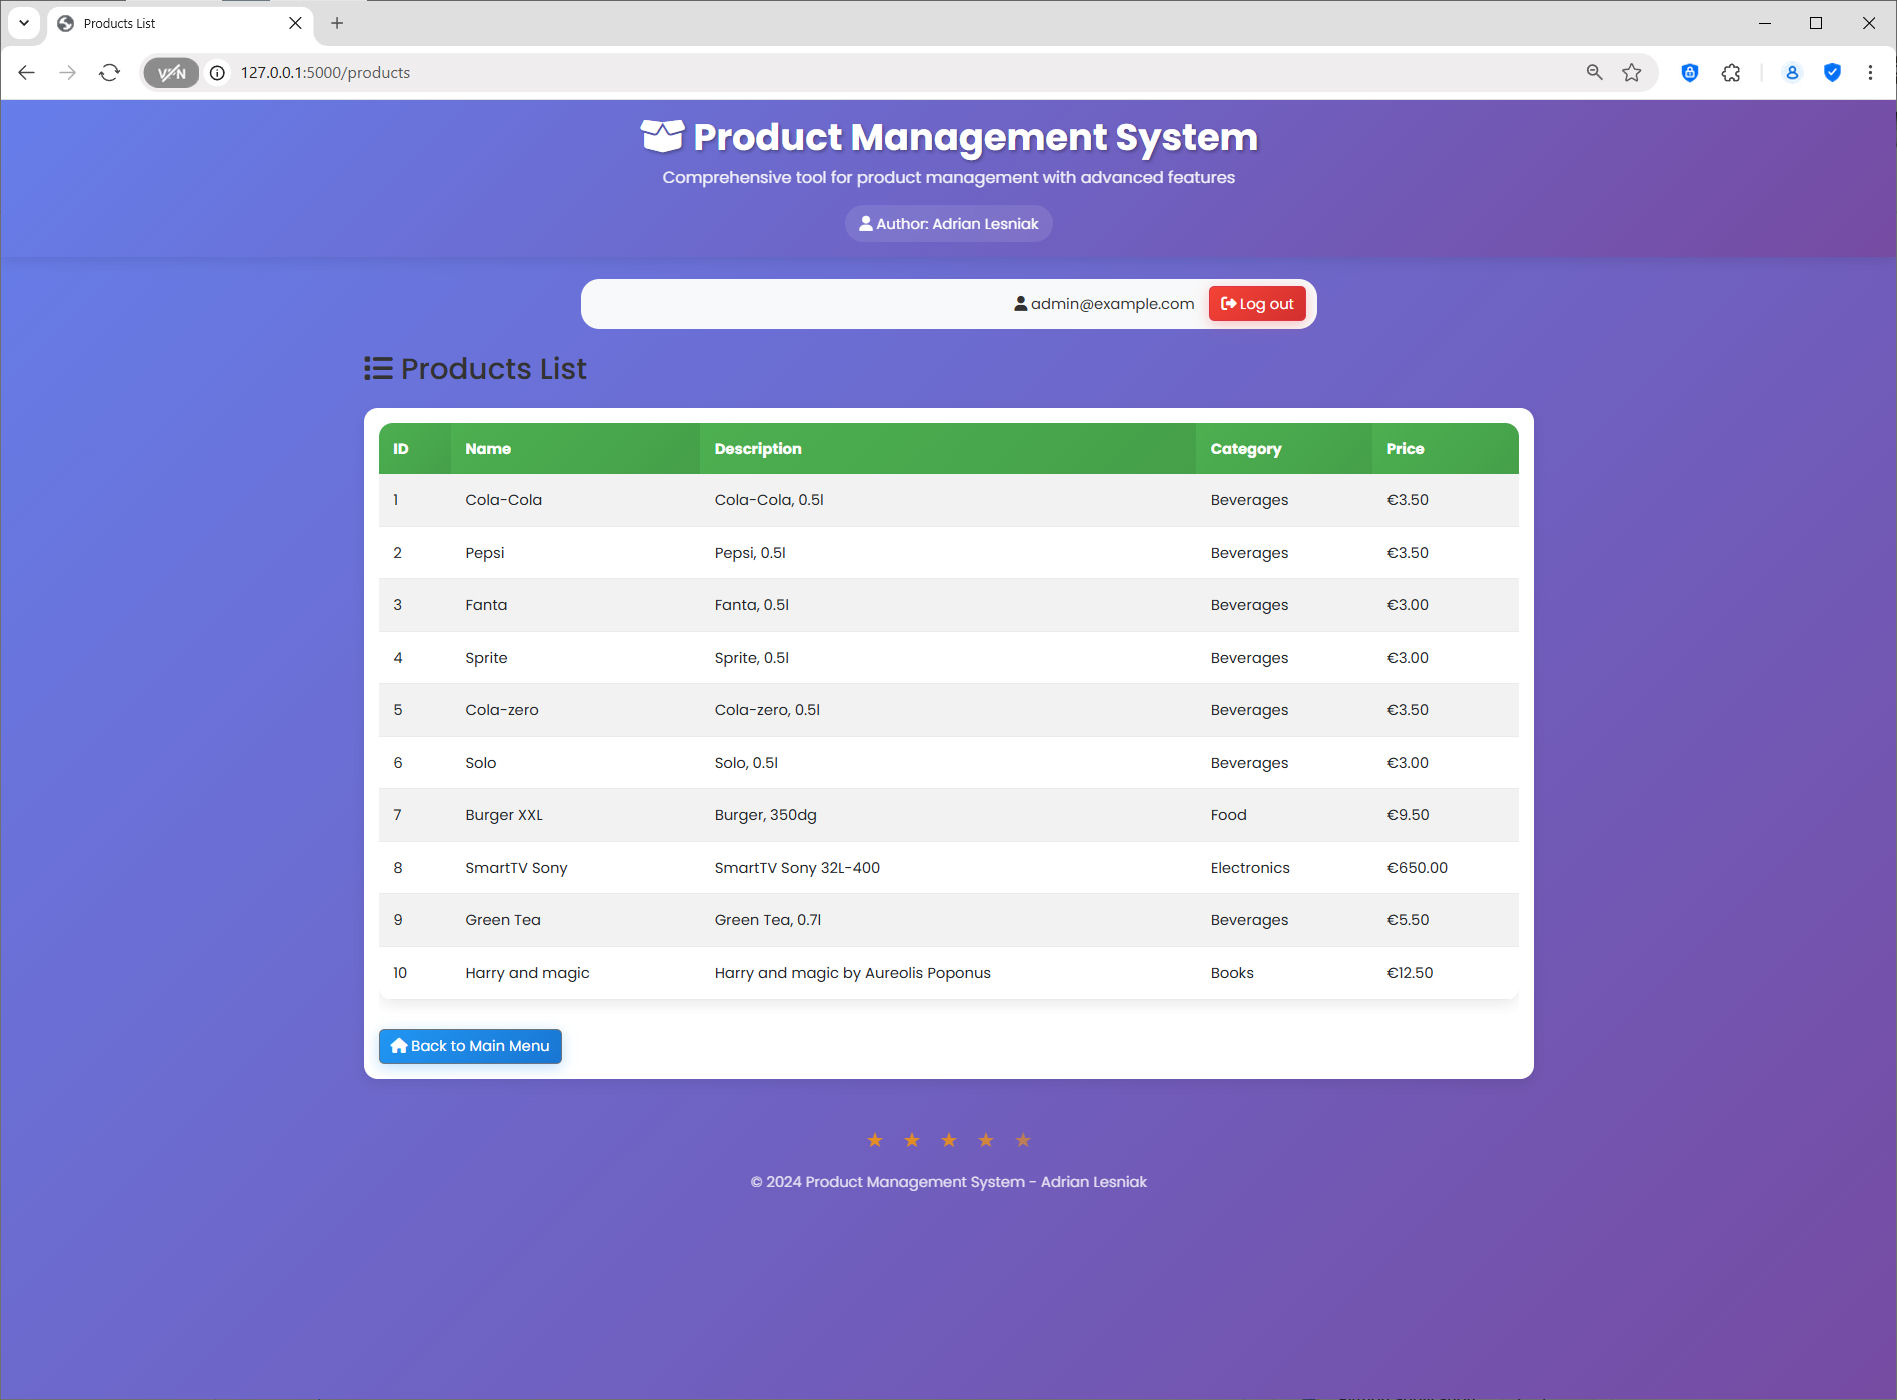 Products List
VPN
127.0.0.1:5000/products
Product Management System
Comprehensive tool for product management with advanced features
Author: Adrian Lesniak
admin@example.com Log out
Products List
ID Name Description Category Price
1 Cola-Cola Cola-Cola, 0.5l Beverages €3.50
2 Pepsi Pepsi, 0.5l Beverages €3.50
3 Fanta Fanta, 0.5l Beverages €3.00
4 Sprite Sprite, 0.5l Beverages €3.00
5 Cola-zero Cola-zero, 0.5l Beverages €3.50
6 Solo Solo, 0.5l Beverages €3.00
7 Burger XXL Burger, 350dg Food €9.50
8 SmartTV Sony SmartTV Sony 32L-400 Electronics €650.00
9 Green Tea Green Tea, 0.7l Beverages €5.50
10 Harry and magic Harry and magic by Aureolis Poponus Books €12.50
Back to Main Menu
★ ★ ★ ★ ★
© 2024 Product Management System - Adrian Lesniak